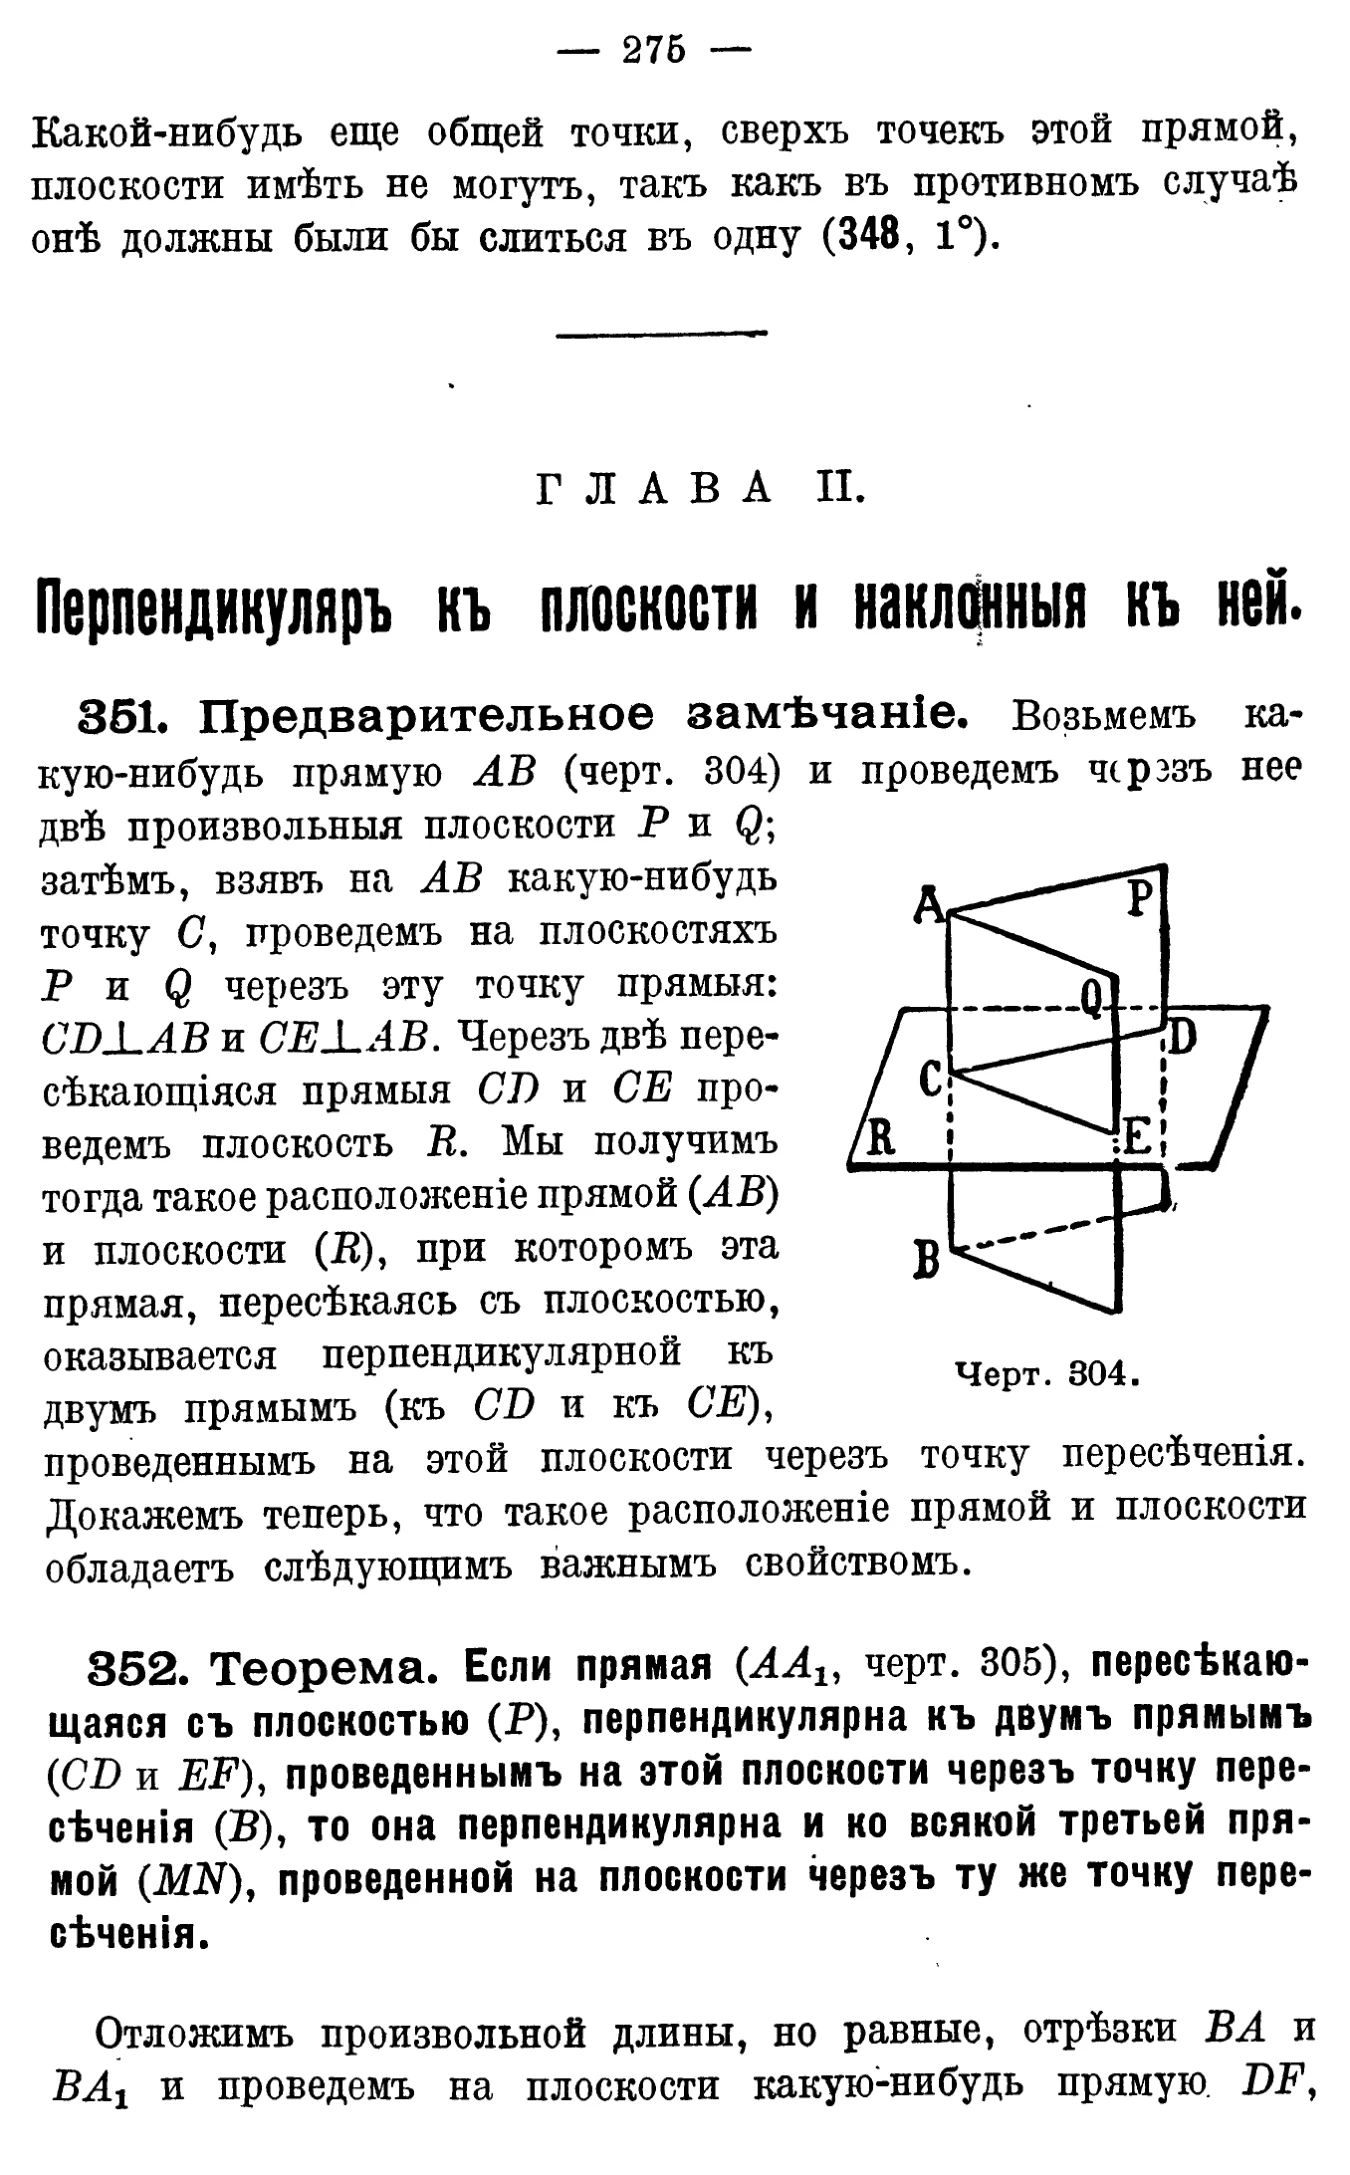 — 275 —
Какой-нибудь еще общей точки, сверхъ точекъ этой прямой,
плоскости имѣть не могутъ, такъ какъ въ противномъ случаѣ
онѣ должны были бы слиться въ одну (348, 1°).
ГЛАВА II.
Перпендикуляръ къ плоскости и наклонныя къ ней.
351. Предварительное замѣчаніе. Возьмемъ ка-
кую-нибудь прямую AB (черт. 304) и проведемъ черезъ нее
двѣ произвольныя плоскости P и Q;
затѣмъ, взявъ на AB какую-нибудь
точку C, проведемъ на плоскостяхъ
P и Q черезъ эту точку прямыя:
CD⊥AB и CE⊥AB. Черезъ двѣ пере-
сѣкающіяся прямыя CD и CE про-
ведемъ плоскость R. Мы получимъ
тогда такое расположеніе прямой (AB)
и плоскости (R), при которомъ эта
прямая, пересѣкаясь съ плоскостью,
оказывается перпендикулярной къ
двумъ прямымъ (къ CD и къ CE),
A
P
Q
D
C
R
E
B
Черт. 304.
проведеннымъ на этой плоскости черезъ точку пересѣченія.
Докажемъ теперь, что такое расположеніе прямой и плоскости
обладаетъ слѣдующимъ важнымъ свойствомъ.
352. Теорема. Если прямая (AA₁, черт. 305), пересѣкаю-
щаяся съ плоскостью (P), перпендикулярна къ двумъ прямымъ
(CD и EF), проведеннымъ на этой плоскости черезъ точку пере-
сѣченія (B), то она перпендикулярна и ко всякой третьей пря-
мой (MN), проведенной на плоскости черезъ ту же точку пере-
сѣченія.
Отложимъ произвольной длины, но равные, отрѣзки BA и
BA₁ и проведемъ на плоскости какую-нибудь прямую DF,